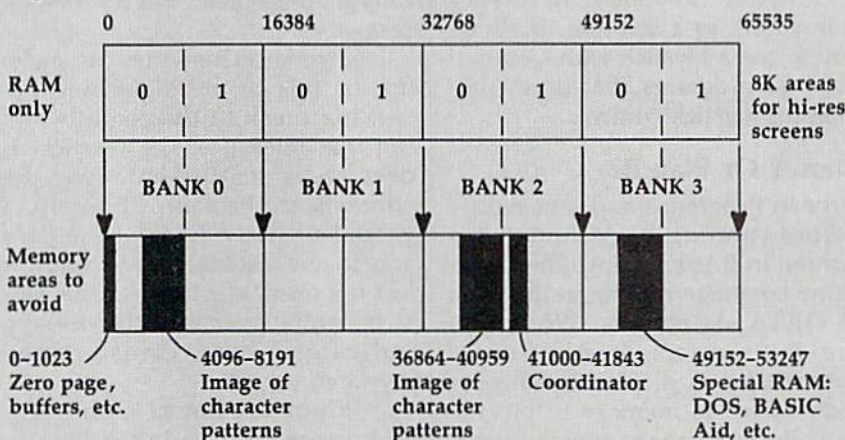 0 16384 32768 49152 65535
RAM only
0 1 0 1 0 1 0 1
8K areas for hi-res screens
BANK 0 BANK 1 BANK 2 BANK 3
Memory areas to avoid
0–1023
Zero page,
buffers, etc.
4096–8191
Image of
character
patterns
36864–40959
Image of
character
patterns
41000–41843
Coordinator
49152–53247
Special RAM:
DOS, BASIC
Aid, etc.